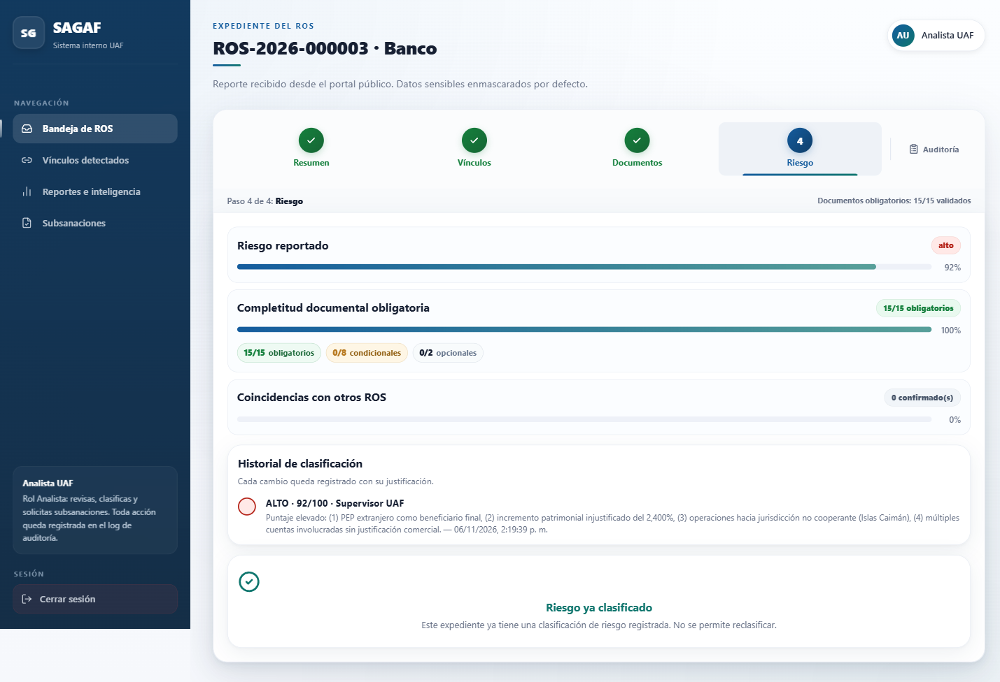 SG
SAGAF
Sistema interno UAF
NAVEGACIÓN
Bandeja de ROS
Vínculos detectados
Reportes e inteligencia
Subsanaciones
Analista UAF
Rol Analista: revisas, clasificas y
solicitas subsanaciones. Toda acción
queda registrada en el log de
auditoría.
SESIÓN
Cerrar sesión
EXPEDIENTE DEL ROS
ROS-2026-000003 · Banco
Reporte recibido desde el portal público. Datos sensibles enmascarados por defecto.
AU
Analista UAF
Resumen
Vínculos
Documentos
4
Riesgo
Auditoría
Paso 4 de 4: Riesgo
Documentos obligatorios: 15/15 validados
Riesgo reportado
alto
92%
Completitud documental obligatoria
15/15 obligatorios
100%
15/15 obligatorios
0/8 condicionales
0/2 opcionales
Coincidencias con otros ROS
0 confirmado(s)
0%
Historial de clasificación
Cada cambio queda registrado con su justificación.
ALTO · 92/100 · Supervisor UAF
Puntaje elevado: (1) PEP extranjero como beneficiario final, (2) incremento patrimonial injustificado del 2,400%, (3) operaciones hacia jurisdicción no cooperante (Islas Caimán), (4) múltiples
cuentas involucradas sin justificación comercial. — 06/11/2026, 2:19:39 p. m.
Riesgo ya clasificado
Este expediente ya tiene una clasificación de riesgo registrada. No se permite reclasificar.